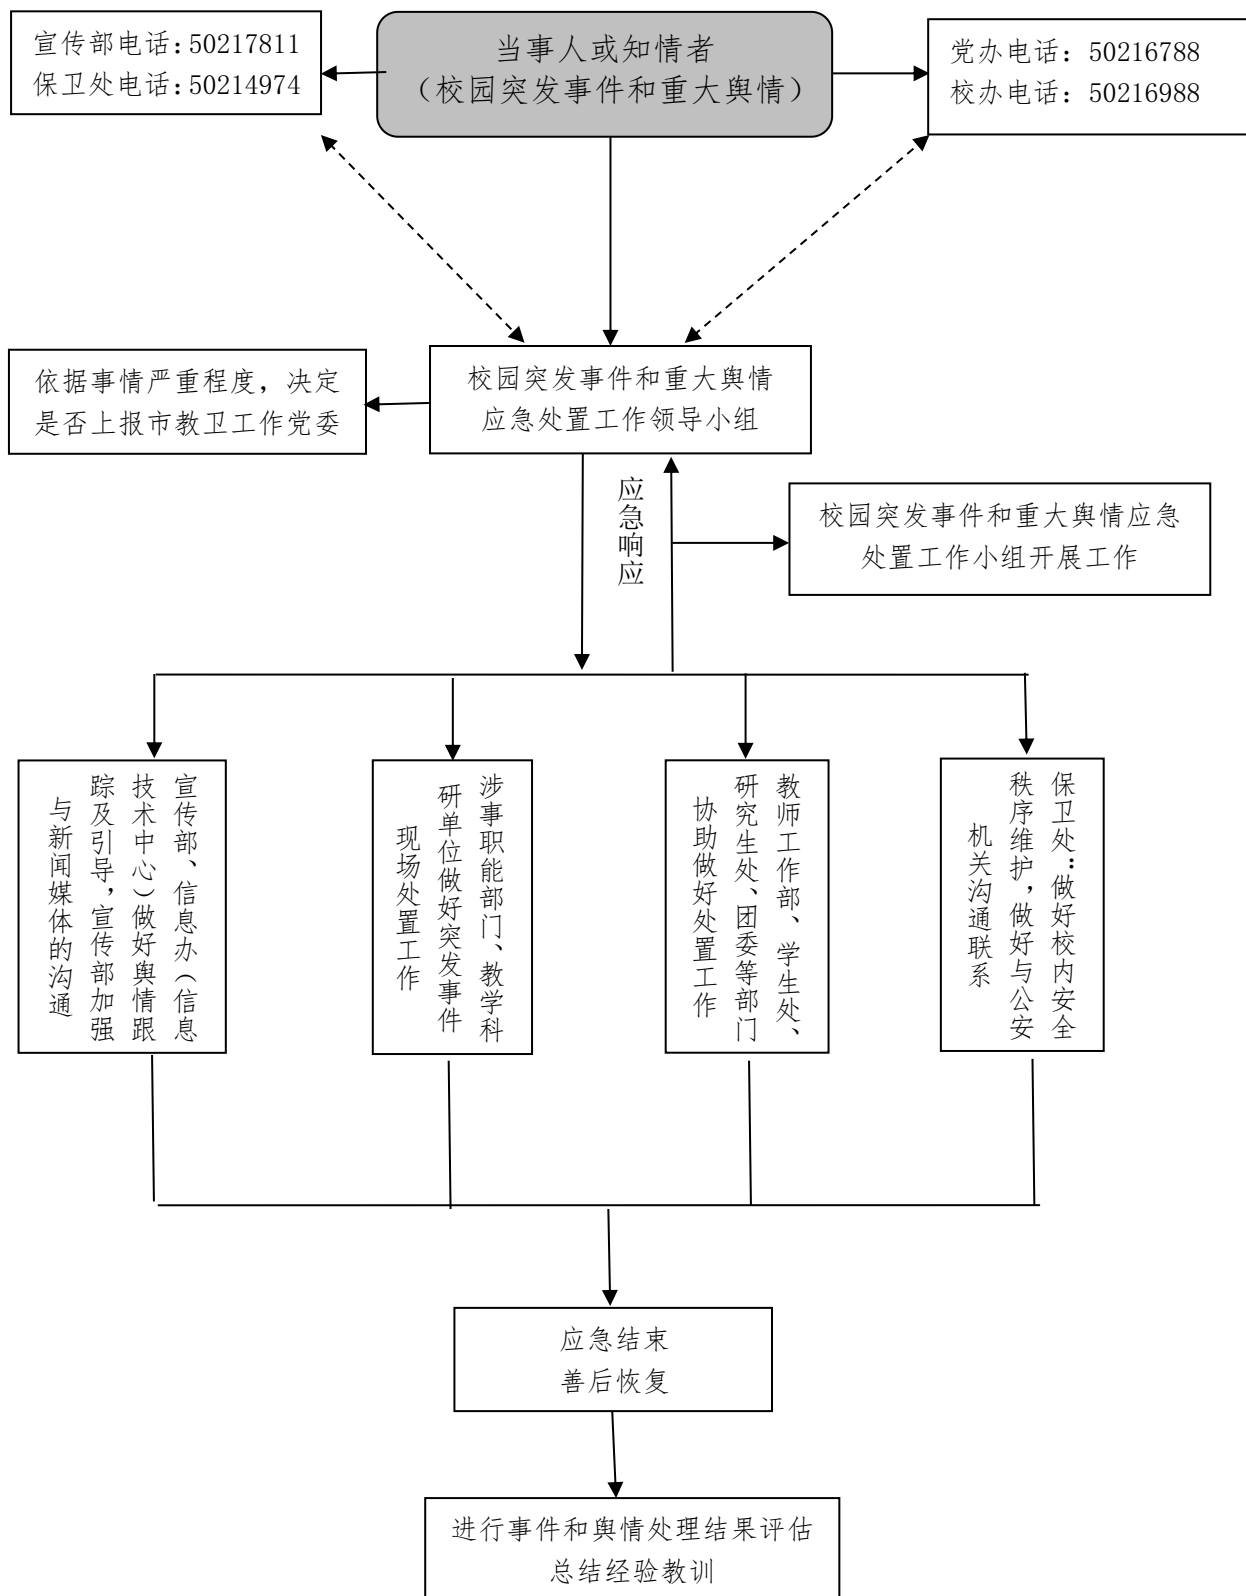 宣传部电话:50217811
保卫处电话:50214974
当事人或知情者
（校园突发事件和重大舆情）
党办电话：50216788
校办电话：50216988
依据事情严重程度，决定
是否上报市教卫工作党委
校园突发事件和重大舆情
应急处置工作领导小组
应急响应
校园突发事件和重大舆情应急
处置工作小组开展工作
宣传部、信息办（信息
技术中心）做好舆情跟
踪及引导，宣传部加强
与新闻媒体的沟通
涉事职能部门、教学科
研单位做好突发事件
现场处置工作
教师工作部、学生处、
研究生处、团委等部门
协助做好处置工作
保卫处：做好校内安全
秩序维护，做好与公安
机关沟通联系
应急结束
善后恢复
进行事件和舆情处理结果评估
总结经验教训